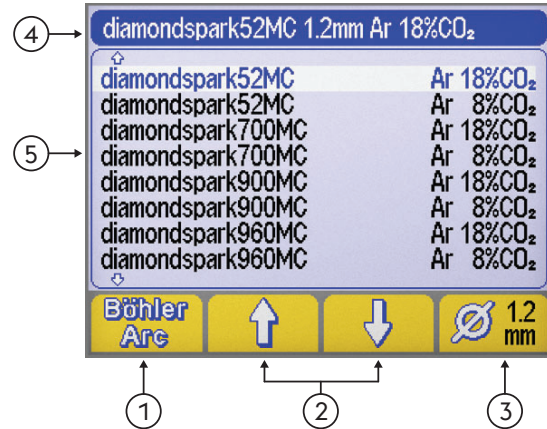 4
diamondspark52MC 1.2mm Ar 18%CO₂
5
diamondspark52MC Ar 18%CO₂
diamondspark52MC Ar 8%CO₂
diamondspark700MC Ar 18%CO₂
diamondspark700MC Ar 8%CO₂
diamondspark900MC Ar 18%CO₂
diamondspark900MC Ar 8%CO₂
diamondspark960MC Ar 18%CO₂
diamondspark960MC Ar 8%CO₂
Böhler
Arc
Ø 1.2
mm
1
2
3